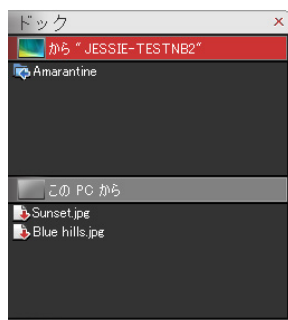 ドック
から " JESSIE-TESTNB2"
Amarantine
この PC から
Sunset.jpg
Blue hills.jpg